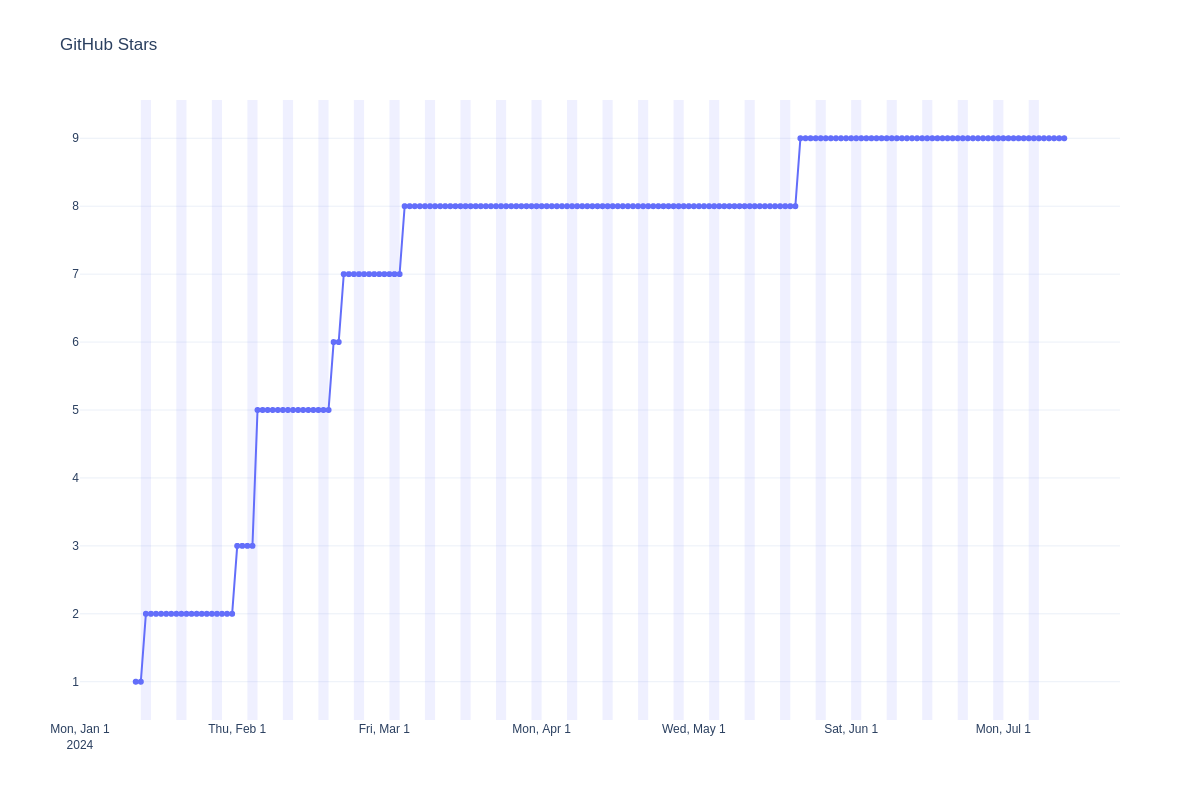 GitHub Stars
9
8
7
6
5
4
3
2
1
Mon, Jan 1
2024
Thu, Feb 1
Fri, Mar 1
Mon, Apr 1
Wed, May 1
Sat, Jun 1
Mon, Jul 1